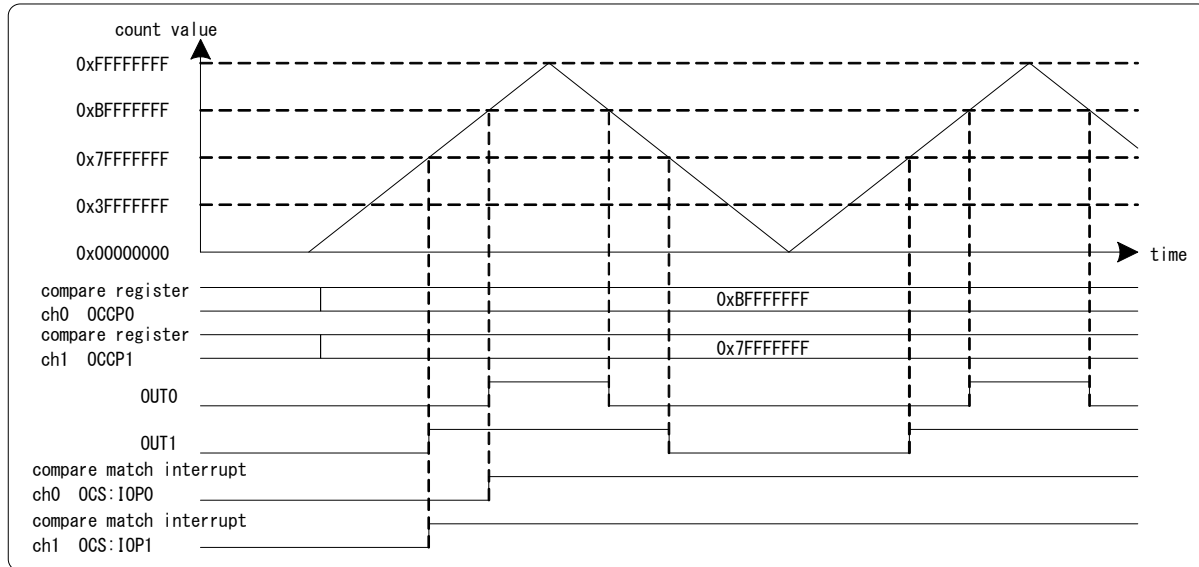 count value
0xFFFFFFFF
0xBFFFFFFF
0x7FFFFFFF
0x3FFFFFFF
0x00000000
time
compare register
ch0 OCCP0
0xBFFFFFFF
compare register
ch1 OCCP1
0x7FFFFFFF
OUT0
OUT1
compare match interrupt
ch0 OCS:IOP0
compare match interrupt
ch1 OCS:IOP1